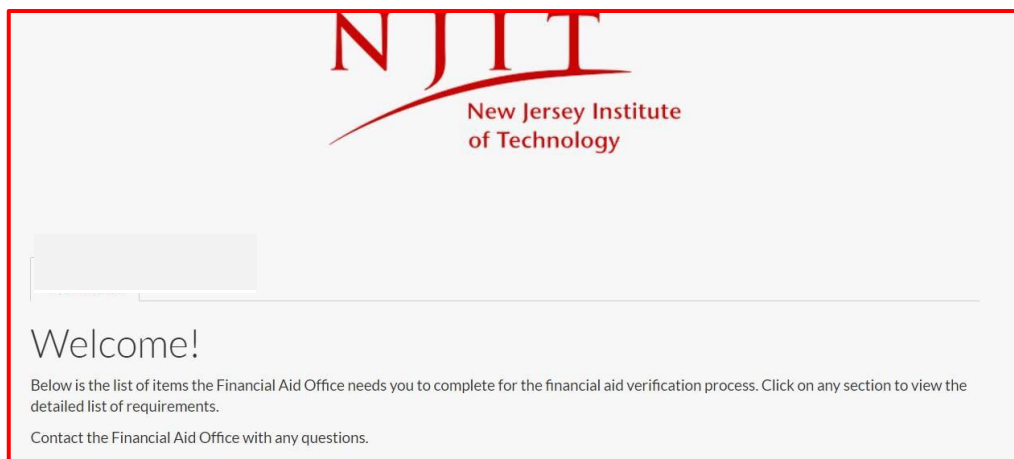 NJIT
New Jersey Institute
of Technology
Welcome!
Below is the list of items the Financial Aid Office needs you to complete for the financial aid verification process. Click on any section to view the
detailed list of requirements.
Contact the Financial Aid Office with any questions.